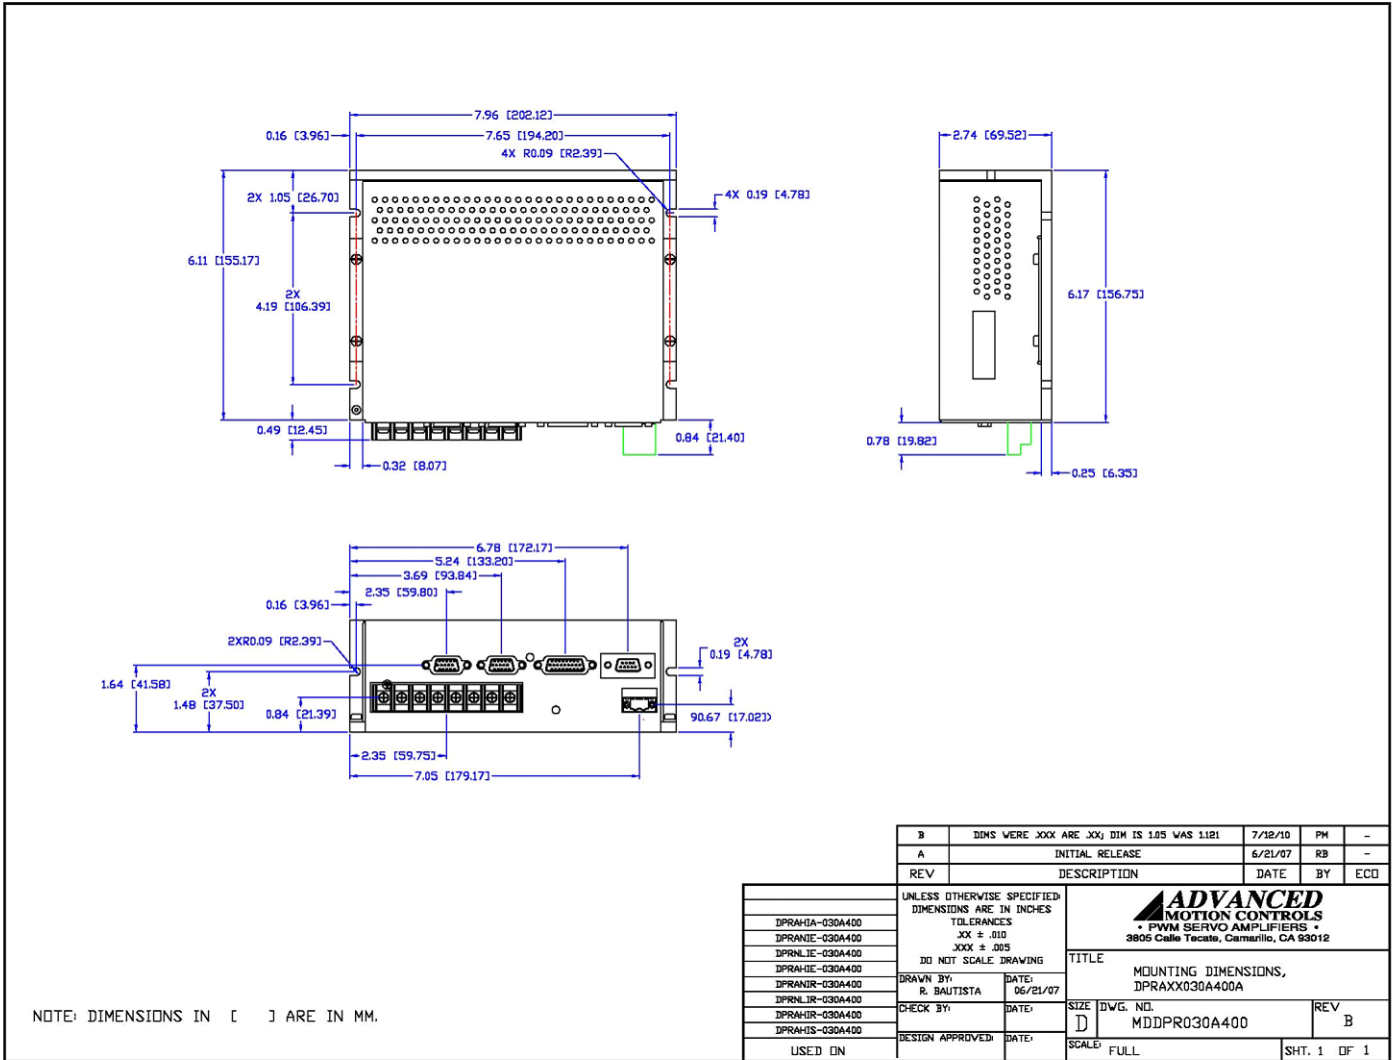 7.96 [202.12]
0.16 [3.96]
7.65 [194.20]
4X R0.09 [R2.39]
2X 1.05 [26.70]
4X 0.19 [4.78]
6.11 [155.17]
2X
4.19 [106.39]
0.49 [12.45]
0.84 [21.40]
0.32 [8.07]
2.74 [69.52]
6.17 [156.75]
0.78 [19.82]
0.25 [6.35]
6.78 [172.17]
5.24 [133.20]
3.69 [93.84]
2.35 [59.80]
0.16 [3.96]
2XR0.09 [R2.39]
2X
0.19 [4.78]
1.64 [41.58]
2X
1.48 [37.50]
0.84 [21.39]
90.67 [17.02])
2.35 [59.75]
7.05 [179.17]
B DIMS WERE .XXX ARE .XX; DIM IS 1.05 WAS 1.121 7/12/10 PM -
A INITIAL RELEASE 6/21/07 RB -
REV DESCRIPTION DATE BY ECO
DPRAHIA-030A400
DPRANIE-030A400
DPRNLIE-030A400
DPRAHIE-030A400
DPRANIR-030A400
DPRNLIR-030A400
DPRAHIR-030A400
DPRAHIS-030A400
USED ON
UNLESS OTHERWISE SPECIFIED:
DIMENSIONS ARE IN INCHES
TOLERANCES
.XX ± .010
.XXX ± .005
DO NOT SCALE DRAWING
DRAWN BY: DATE:
R. BAUTISTA 06/21/07
CHECK BY: DATE:
DESIGN APPROVED: DATE:
ADVANCED
MOTION CONTROLS
• PWM SERVO AMPLIFIERS •
3805 Calle Tecate, Camarillo, CA 93012
TITLE
MOUNTING DIMENSIONS,
DPRAXX030A400A
SIZE DWG. NO. REV
D MDDPR030A400 B
SCALE: FULL SHT. 1 OF 1
NOTE: DIMENSIONS IN [ ] ARE IN MM.